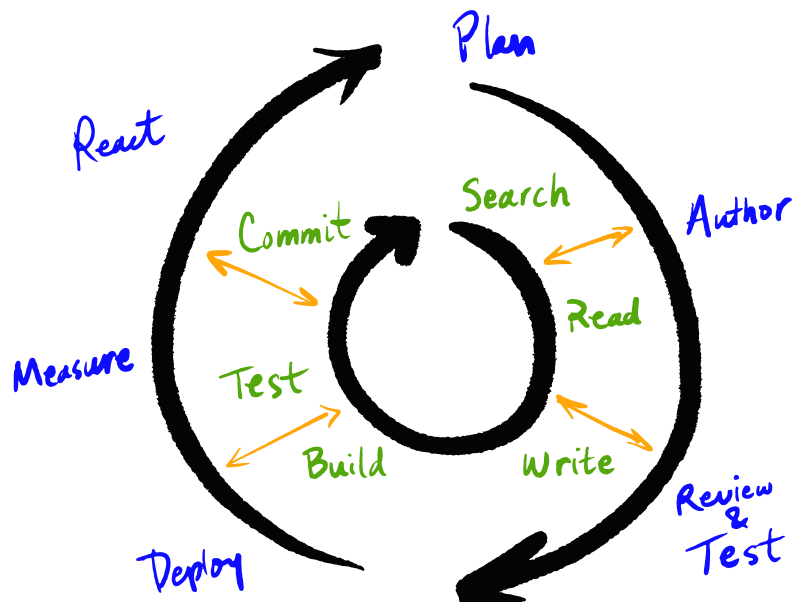 Plan
React
Search
Commit
Author
Read
Measure
Test
Build
Write
Review
&
Test
Deploy